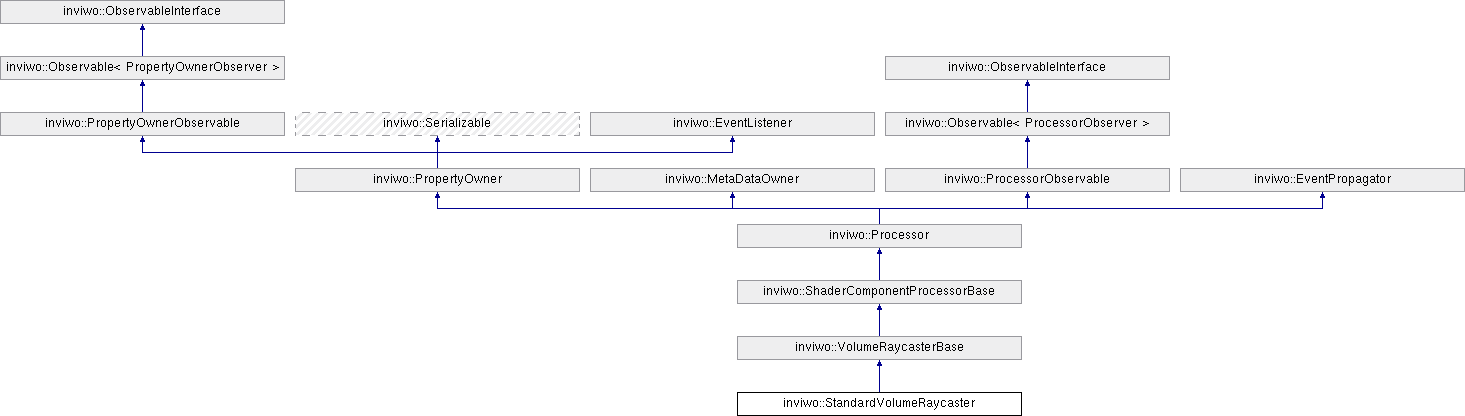 inviwo::ObservableInterface
inviwo::Observable< PropertyOwnerObserver >
inviwo::ObservableInterface
inviwo::PropertyOwnerObservable
inviwo::Serializable
inviwo::EventListener
inviwo::Observable< ProcessorObserver >
inviwo::PropertyOwner
inviwo::MetaDataOwner
inviwo::ProcessorObservable
inviwo::EventPropagator
inviwo::Processor
inviwo::ShaderComponentProcessorBase
inviwo::VolumeRaycasterBase
inviwo::StandardVolumeRaycaster